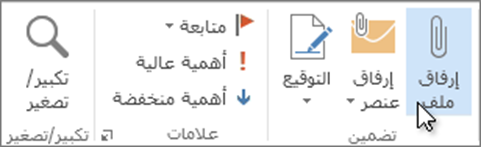 إرفاق
ملف
إرفاق
عنصر
التوقيع
تضمين
متابعة
أهمية عالية
أهمية منخفضة
علامات
تكبير/
تصغير
تكبير/تصغير